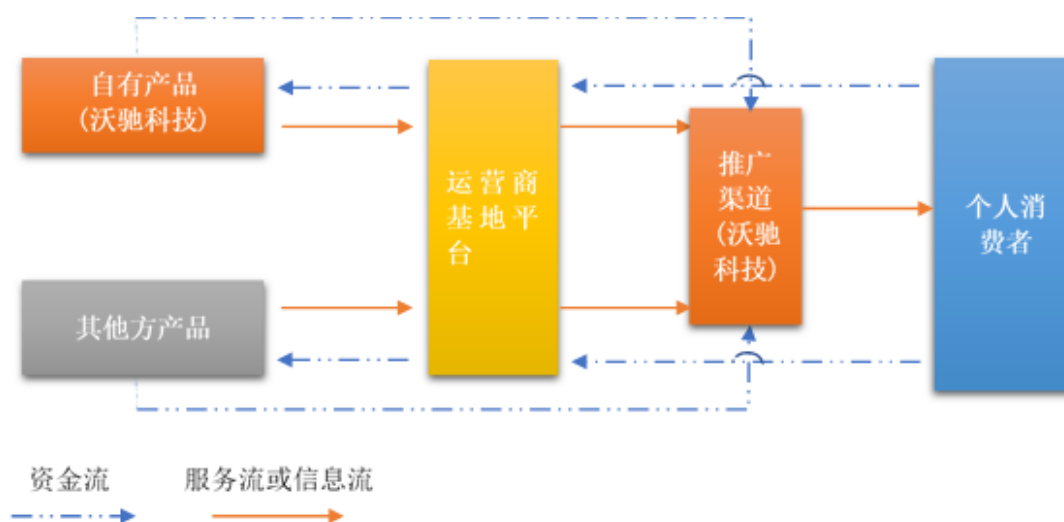 自有产品
(沃驰科技)
运营商
基地平
台
推广
渠道
(沃驰
科技)
个人消
费者
其他方产品
资金流
服务流或信息流